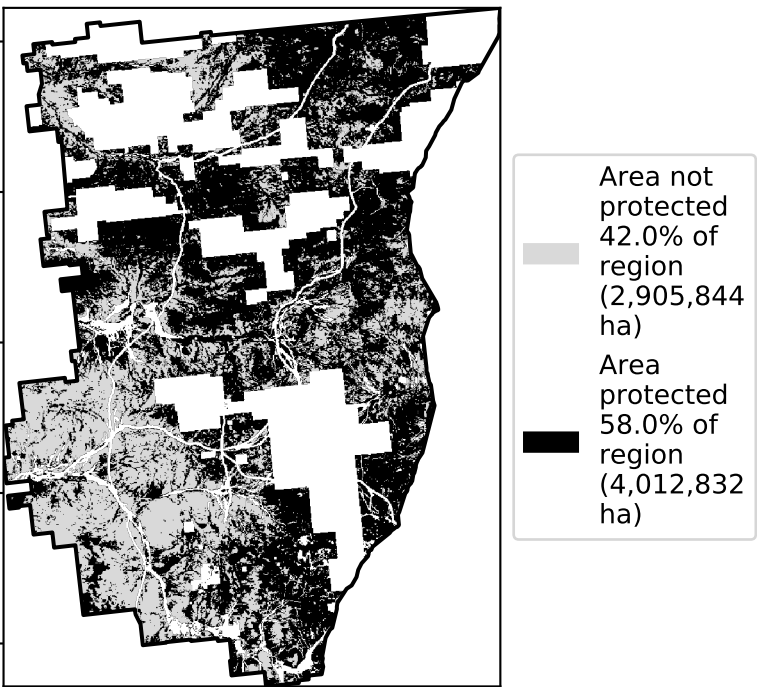 Area not
protected
42.0% of
region
(2,905,844
ha)
Area
protected
58.0% of
region
(4,012,832
ha)